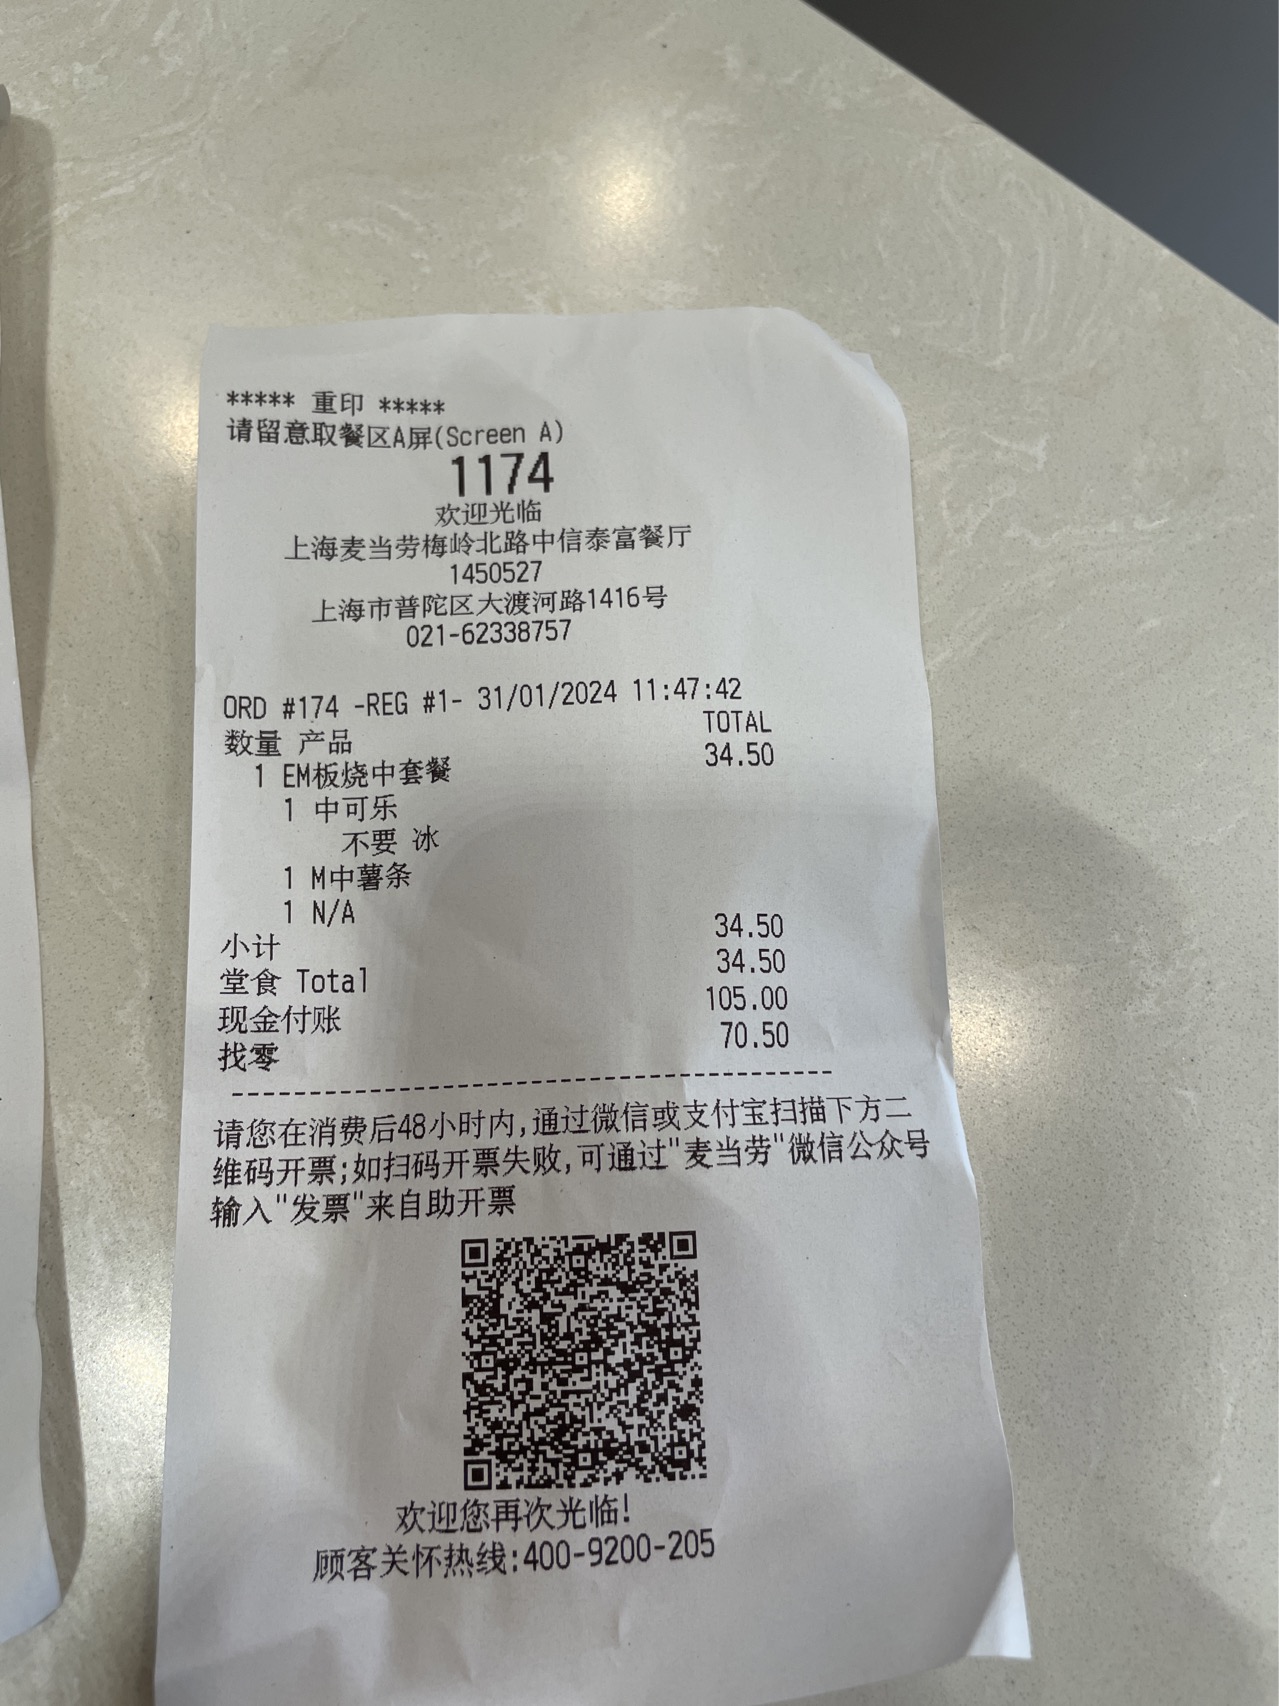 ***** 重印 *****
请留意取餐区A屏(Screen A)
1174
欢迎光临
上海麦当劳梅岭北路中信泰富餐厅
1450527
上海市普陀区大渡河路1416号
021-62338757
ORD #174 -REG #1- 31/01/2024 11:47:42
数量 产品 TOTAL
1 EM板烧中套餐 34.50
1 中可乐
不要 冰
1 M中薯条
1 N/A
小计 34.50
堂食 Total 34.50
现金付账 105.00
找零 70.50
--------------------------------------
请您在消费后48小时内,通过微信或支付宝扫描下方二
维码开票;如扫码开票失败,可通过"麦当劳"微信公众号
输入"发票"来自助开票
欢迎您再次光临!
顾客关怀热线:400-9200-205